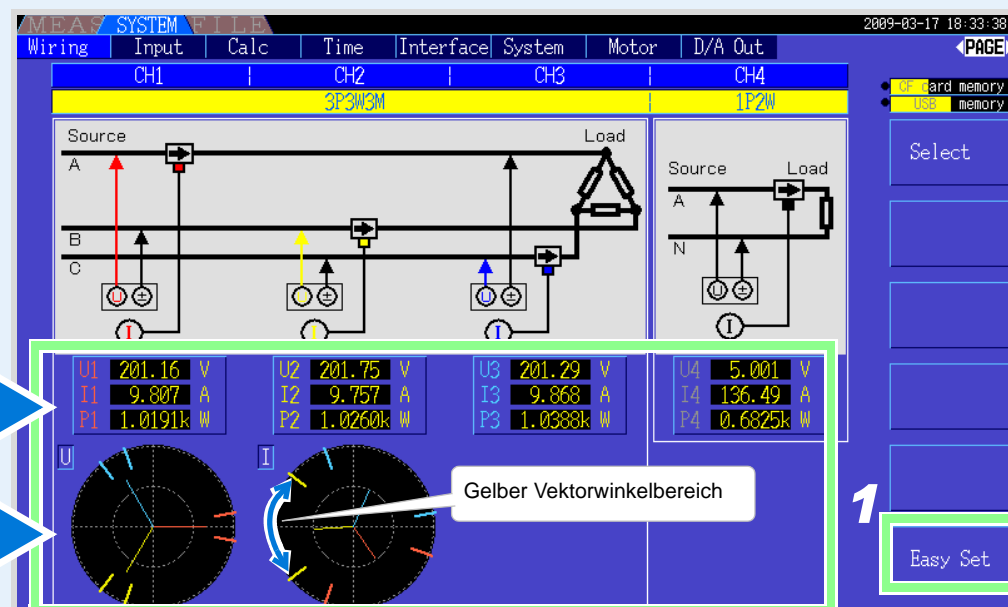 MEAS SYSTEM FILE 2009-03-17 18:33:38
Wiring Input Calc Time Interface System Motor D/A Out PAGE
CH1 CH2 CH3 CH4
3P3W3M 1P2W
CF card memory
USB memory
Source Load
A
B
C
U ± U ± U ±
I I I
Source Load
A
N
U ±
I
Select
U1 201.16 V U2 201.75 V U3 201.29 V U4 5.001 V
I1 9.807 A I2 9.757 A I3 9.868 A I4 136.49 A
P1 1.0191k W P2 1.0260k W P3 1.0388k W P4 0.6825k W
U I
Gelber Vektorwinkelbereich
1
Easy Set